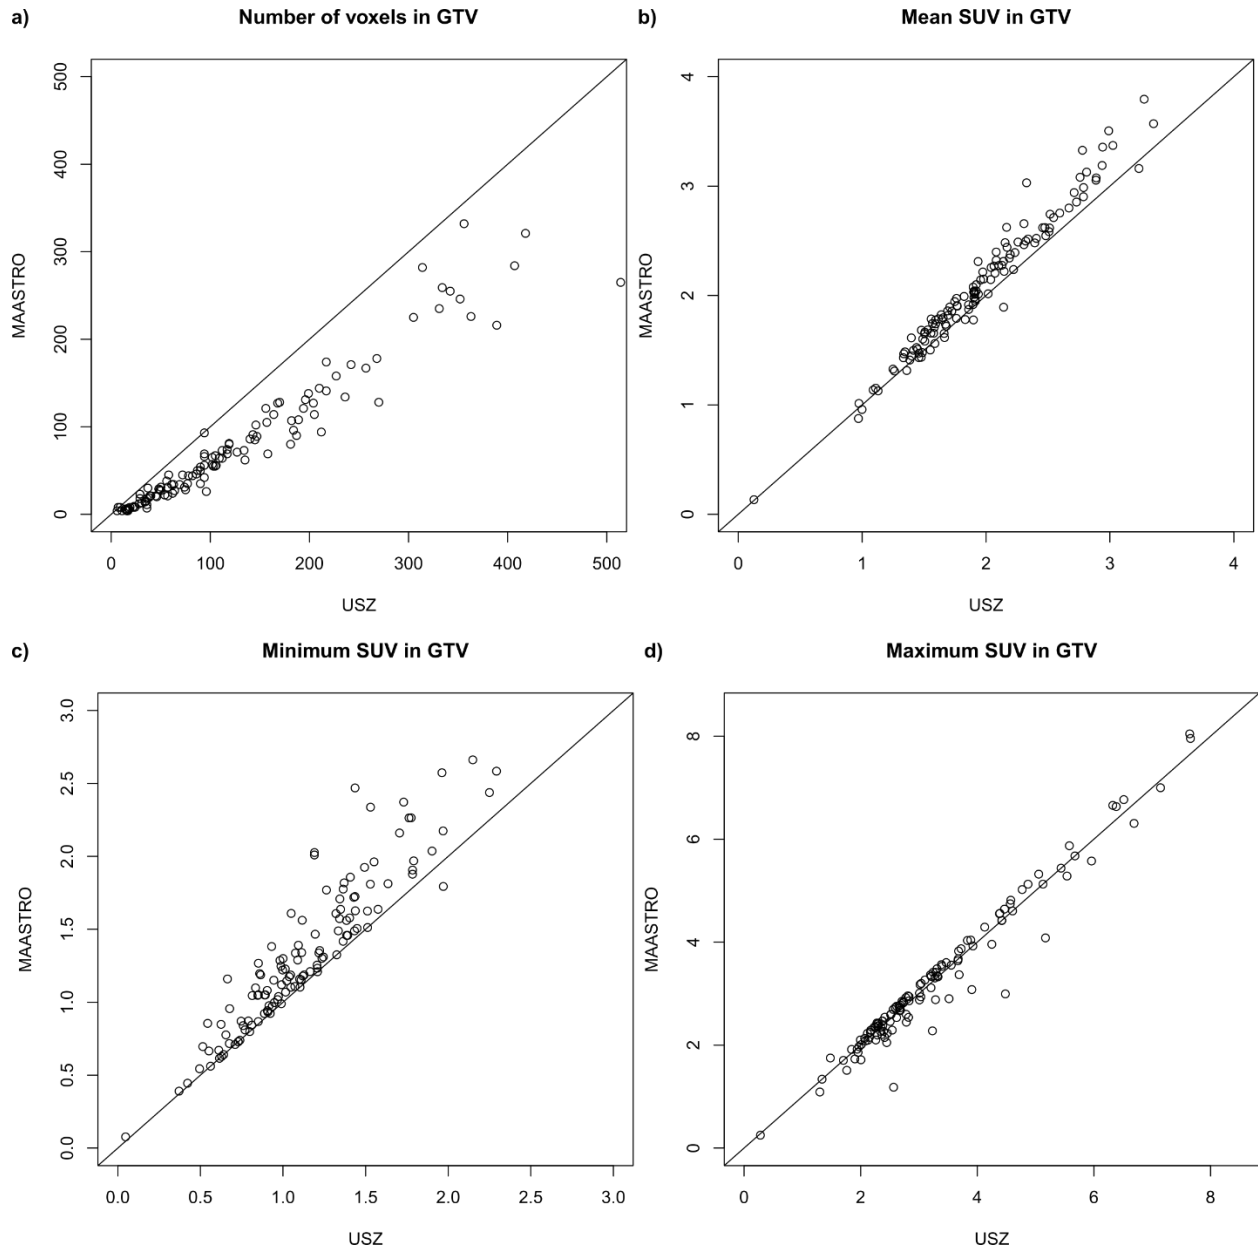 a) Number of voxels in GTV
500
400
300
200
100
0
MAASTRO
0 100 200 300 400 500
USZ
b) Mean SUV in GTV
4
3
2
1
0
MAASTRO
0 1 2 3 4
USZ
c) Minimum SUV in GTV
3.0
2.5
2.0
1.5
1.0
0.5
0.0
MAASTRO
0.0 0.5 1.0 1.5 2.0 2.5 3.0
USZ
d) Maximum SUV in GTV
8
6
4
2
0
MAASTRO
0 2 4 6 8
USZ